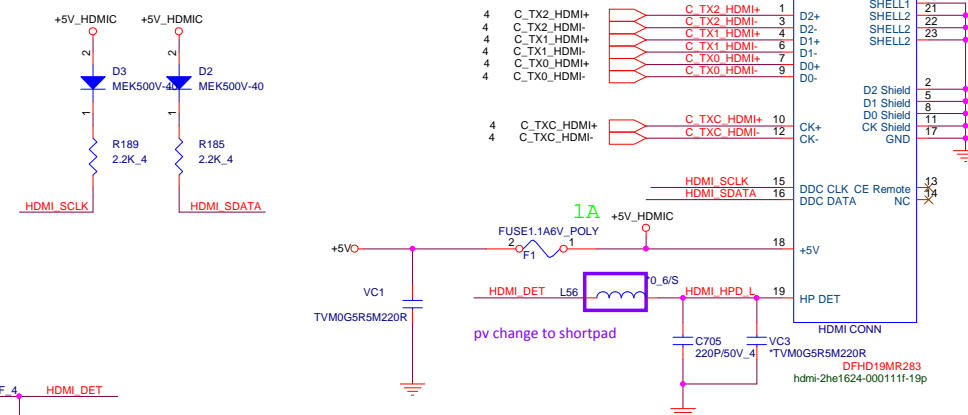 +5V_HDMIC
+5V_HDMIC
2
2
D3
MEK500V-40
D2
MEK500V-40
1
1
R189
2.2K_4
R185
2.2K_4
HDMI_SCLK
HDMI_SDATA
4 C_TX2_HDMI+ C_TX2_HDMI+ 1 D2+
4 C_TX2_HDMI- C_TX2_HDMI- 3 D2-
4 C_TX1_HDMI+ C_TX1_HDMI+ 4 D1+
4 C_TX1_HDMI- C_TX1_HDMI- 6 D1-
4 C_TX0_HDMI+ C_TX0_HDMI+ 7 D0+
4 C_TX0_HDMI- C_TX0_HDMI- 9 D0-
4 C_TXC_HDMI+ C_TXC_HDMI+ 10 CK+
4 C_TXC_HDMI- C_TXC_HDMI- 12 CK-
SHELL1
SHELL2 21
SHELL2 22
SHELL2 23
D2 Shield 2
D1 Shield 5
D0 Shield 8
CK Shield 11
GND 17
HDMI_SCLK 15 DDC CLK CE Remote 13
HDMI_SDATA 16 DDC DATA NC 14
1A
+5V_HDMIC
FUSE1.1A6V_POLY
+5V 2 1 18 +5V
F1
VC1
TVM0G5R5M220R
*0_6/S
HDMI_DET L56 HDMI_HPD_L 19 HP DET
pv change to shortpad
HDMI CONN
C705
220P/50V_4
VC3
*TVM0G5R5M220R
DFHD19MR283
hdmi-2he1624-000111f-19p
F_4 HDMI_DET